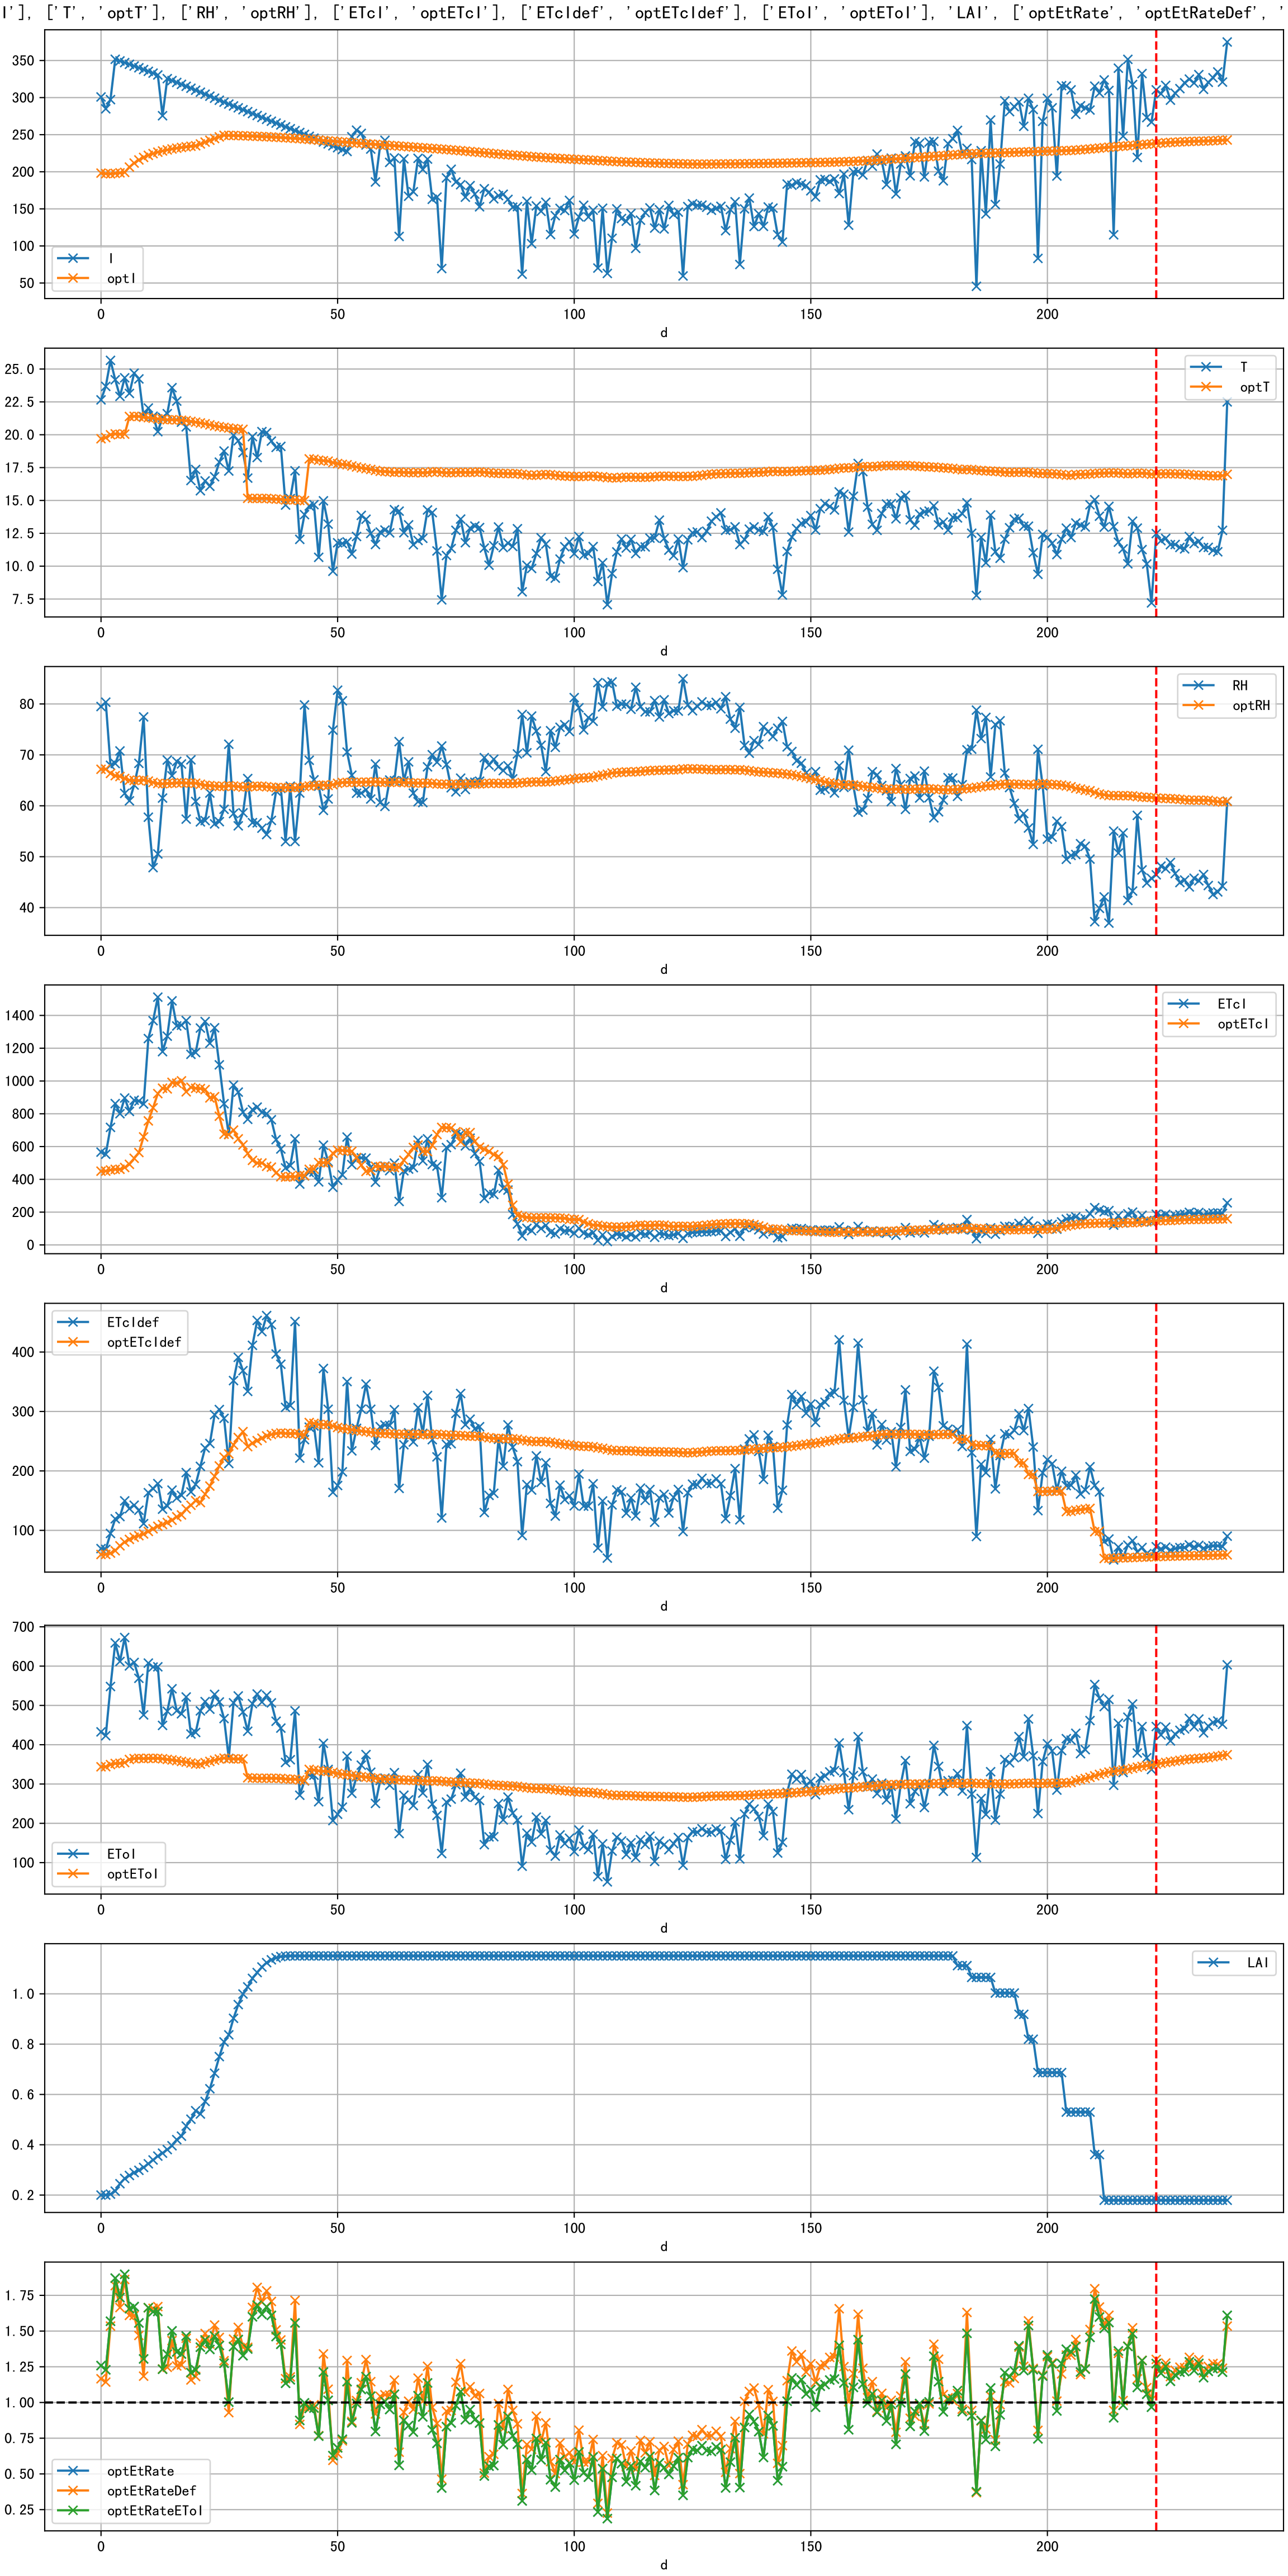 I'], ['T', 'optT'], ['RH', 'optRH'], ['ETcI', 'optETcI'], ['ETcIdef', 'optETcIdef'], ['EToI', 'optEToI'], 'LAI', ['optEtRate', 'optEtRateDef', '
350
300
250
200
150
100
50
I
optI
0 50 100 150 200
d
25.0
22.5
20.0
17.5
15.0
12.5
10.0
7.5
T
optT
0 50 100 150 200
d
80
70
60
50
40
RH
optRH
0 50 100 150 200
d
1400
1200
1000
800
600
400
200
0
ETcI
optETcI
0 50 100 150 200
d
400
300
200
100
ETcIdef
optETcIdef
0 50 100 150 200
d
700
600
500
400
300
200
100
EToI
optEToI
0 50 100 150 200
d
1.0
0.8
0.6
0.4
0.2
LAI
0 50 100 150 200
d
1.75
1.50
1.25
1.00
0.75
0.50
0.25
optEtRate
optEtRateDef
optEtRateEToI
0 50 100 150 200
d